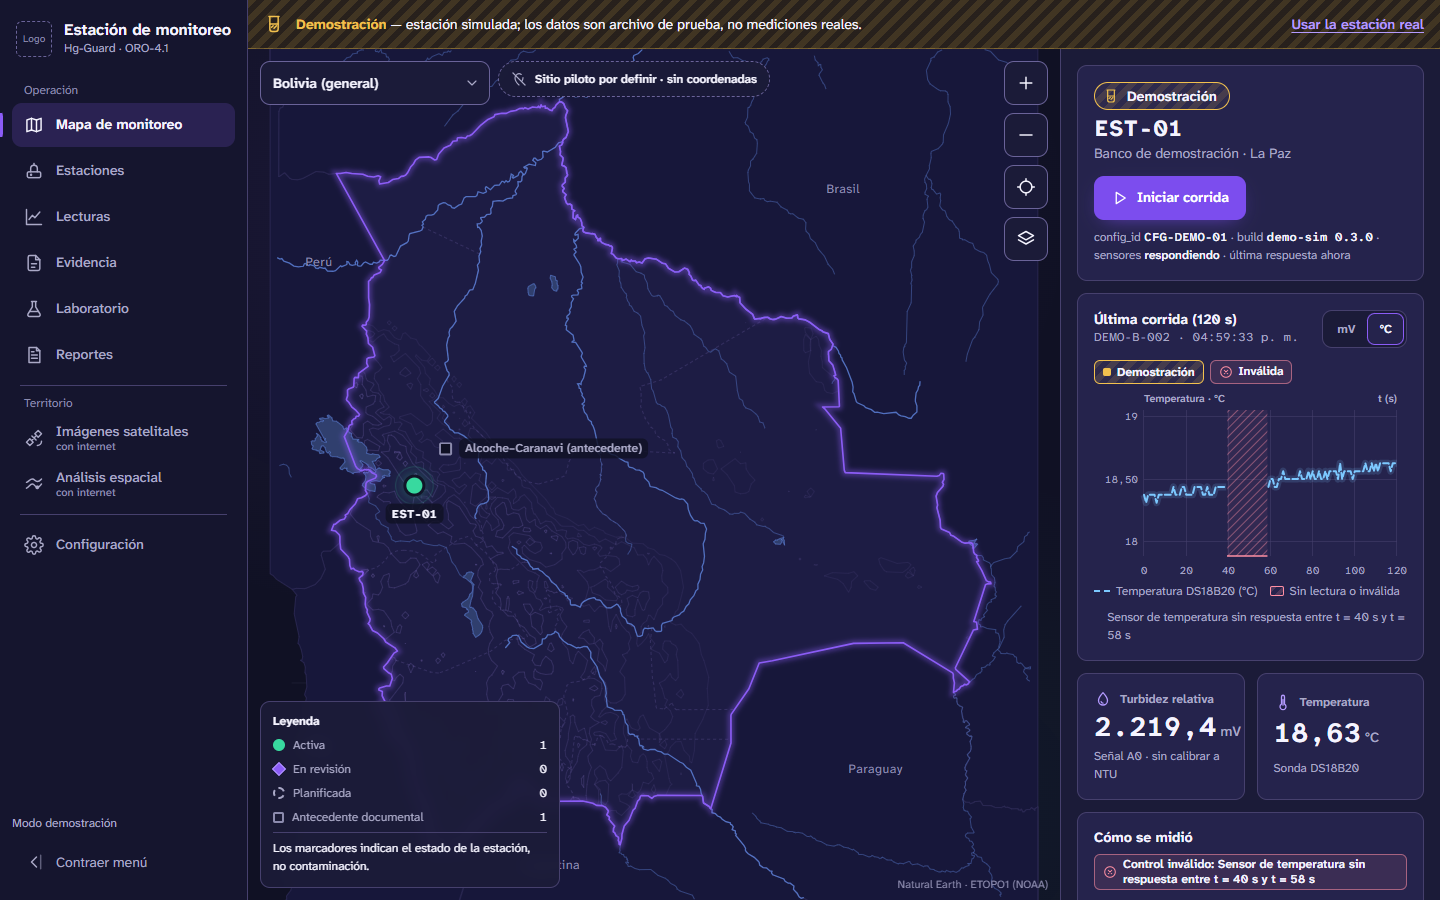 Logo
Estación de monitoreo
Hg-Guard · ORO-4.1
Operación
Mapa de monitoreo
Estaciones
Lecturas
Evidencia
Laboratorio
Reportes
Territorio
Imágenes satelitales
con internet
Análisis espacial
con internet
Configuración
Modo demostración
Contraer menú
Demostración — estación simulada; los datos son archivo de prueba, no mediciones reales.
Usar la estación real
Bolivia (general)
Sitio piloto por definir · sin coordenadas
Brasil
Perú
Alcoche–Caranavi (antecedente)
EST-01
Paraguay
tina
Leyenda
Activa 1
En revisión 0
Planificada 0
Antecedente documental 1
Los marcadores indican el estado de la estación,
no contaminación.
Natural Earth · ETOPO1 (NOAA)
Demostración
EST-01
Banco de demostración · La Paz
Iniciar corrida
config_id CFG-DEMO-01 · build demo-sim 0.3.0 ·
sensores respondiendo · última respuesta ahora
Última corrida (120 s)
DEMO-B-002 · 04:59:33 p. m.
mV °C
Demostración Inválida
Temperatura · °C t (s)
19
18,50
18
0 20 40 60 80 100 120
Temperatura DS18B20 (°C) Sin lectura o inválida
Sensor de temperatura sin respuesta entre t = 40 s y t =
58 s
Turbidez relativa
2.219,4 mV
Señal A0 · sin calibrar a
NTU
Temperatura
18,63 °C
Sonda DS18B20
Cómo se midió
Control inválido: Sensor de temperatura sin
respuesta entre t = 40 s y t = 58 s